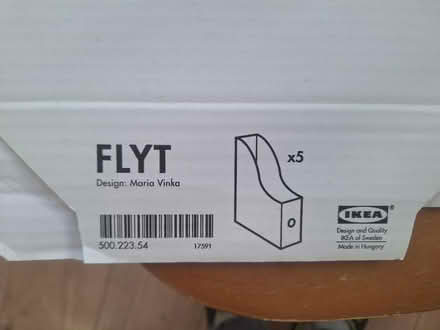 FLYT
Design: Maria Vinka
x5
500.223.54
17591
IKEA
Design and Quality
IKEA of Sweden
Made in Hungary